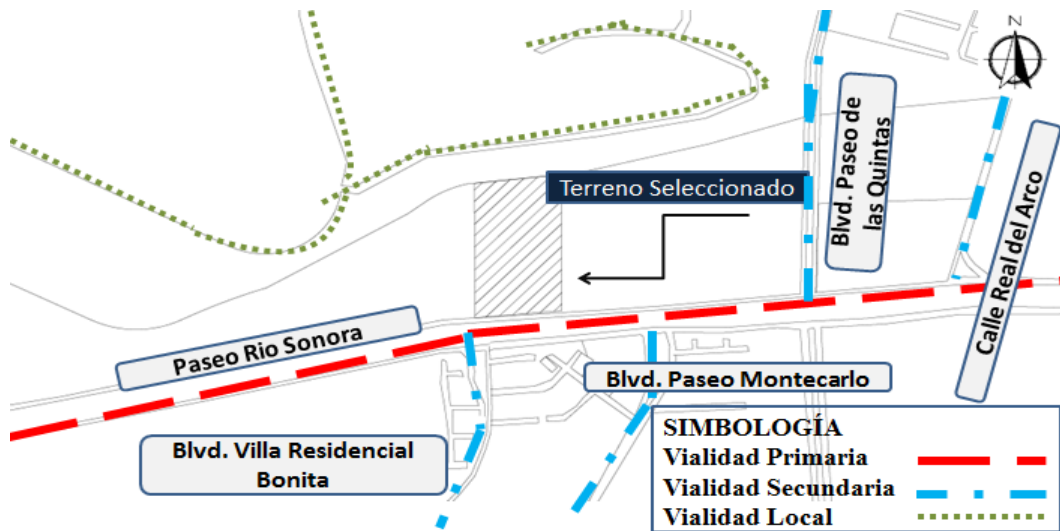 N
Terreno Seleccionado
Blvd. Paseo de
las Quintas
Calle Real del Arco
Paseo Rio Sonora
Blvd. Paseo Montecarlo
Blvd. Villa Residencial
Bonita
SIMBOLOGÍA
Vialidad Primaria
Vialidad Secundaria
Vialidad Local